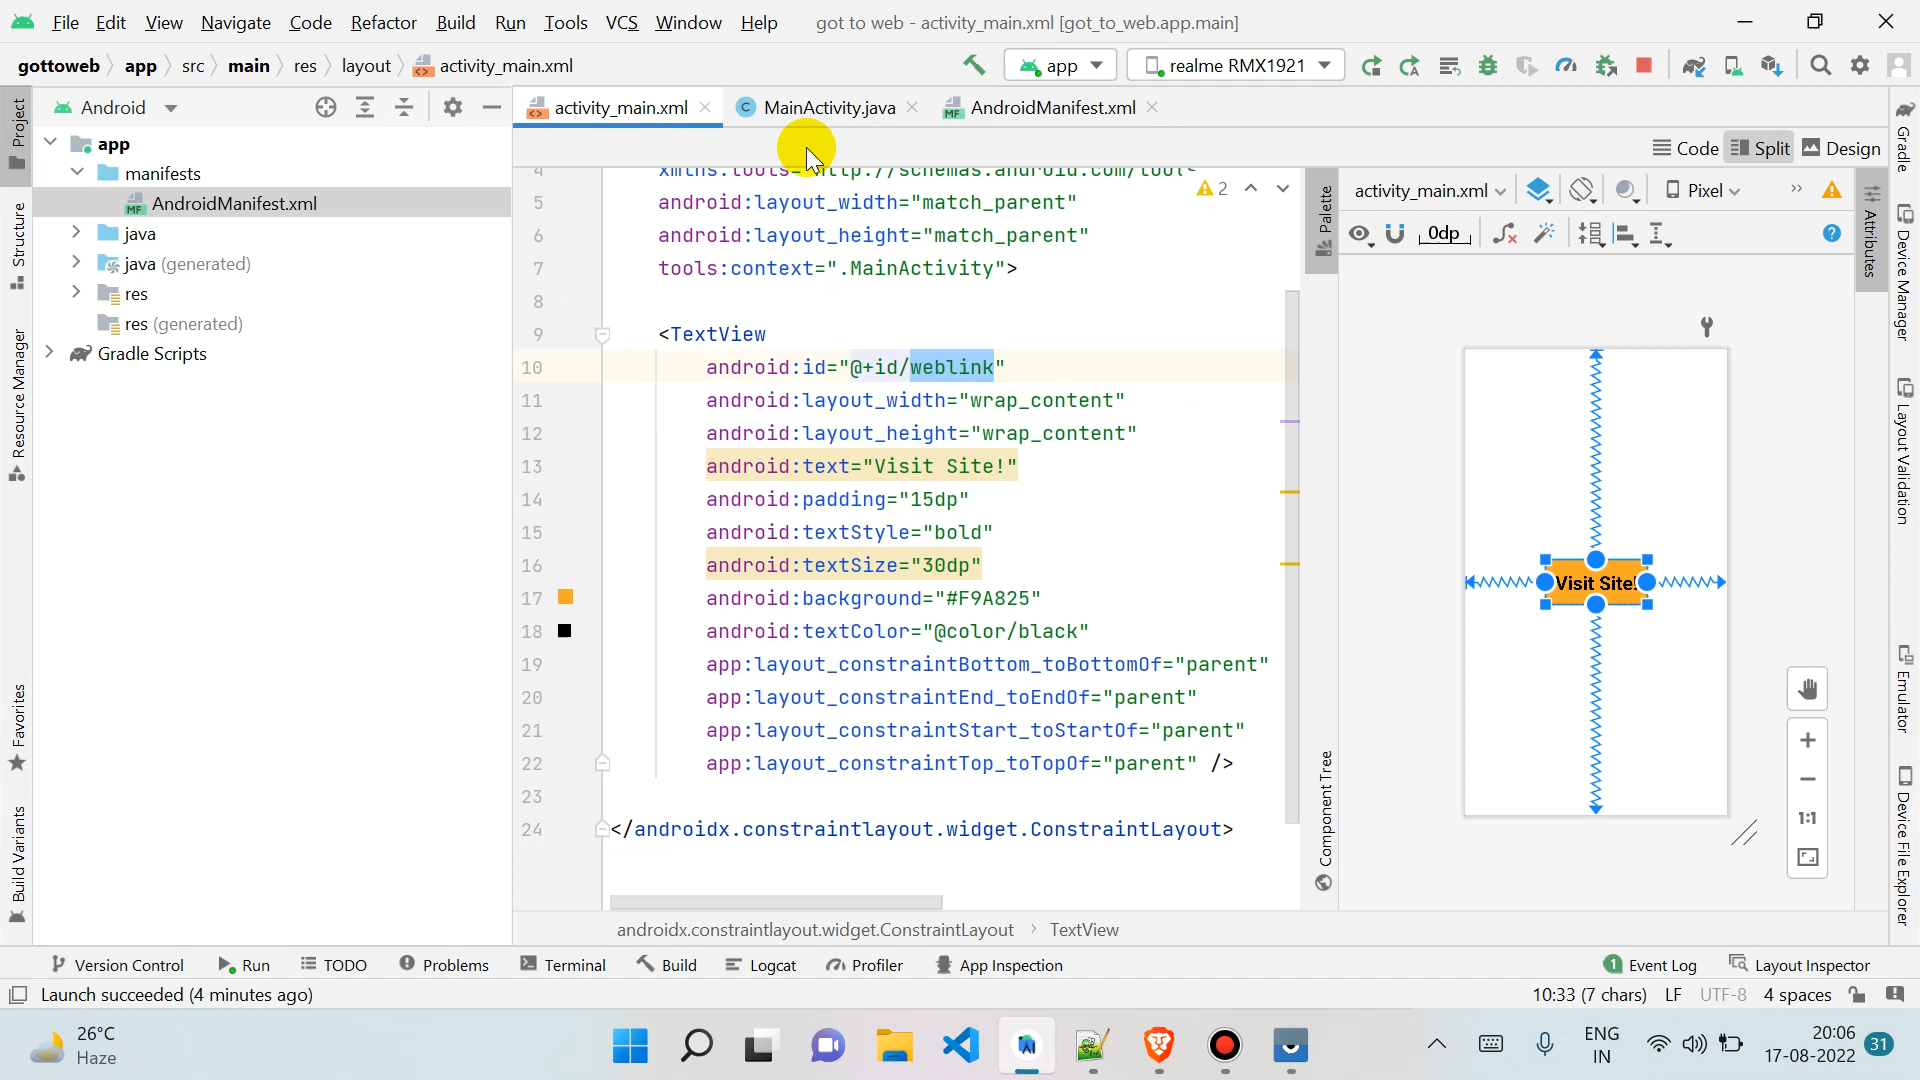 File Edit View Navigate Code Refactor Build Run Tools VCS Window Help got to web - activity_main.xml [got_to_web.app.main]
gottoweb app src main res layout activity_main.xml
app realme RMX1921
Android
activity_main.xml MainActivity.java AndroidManifest.xml
Code Split Design
Project
Structure
Resource Manager
Favorites
Build Variants
app
manifests
MF AndroidManifest.xml
java
java (generated)
res
res (generated)
Gradle Scripts
2
5 android:layout_width="match_parent"
6 android:layout_height="match_parent"
7 tools:context=".MainActivity">
8
9 <TextView
10 android:id="@+id/weblink"
11 android:layout_width="wrap_content"
12 android:layout_height="wrap_content"
13 android:text="Visit Site!"
14 android:padding="15dp"
15 android:textStyle="bold"
16 android:textSize="30dp"
17 android:background="#F9A825"
18 android:textColor="@color/black"
19 app:layout_constraintBottom_toBottomOf="parent"
20 app:layout_constraintEnd_toEndOf="parent"
21 app:layout_constraintStart_toStartOf="parent"
22 app:layout_constraintTop_toTopOf="parent" />
23
24 </androidx.constraintlayout.widget.ConstraintLayout>
androidx.constraintlayout.widget.ConstraintLayout TextView
Palette
Component Tree
activity_main.xml Pixel
0dp
Visit Site!
1:1
Attributes
Gradle
Device Manager
Layout Validation
Emulator
Device File Explorer
Version Control Run TODO Problems Terminal Build Logcat Profiler App Inspection 1 Event Log Layout Inspector
Launch succeeded (4 minutes ago) 10:33 (7 chars) LF UTF-8 4 spaces
26°C
Haze
ENG
IN
20:06
17-08-2022
31